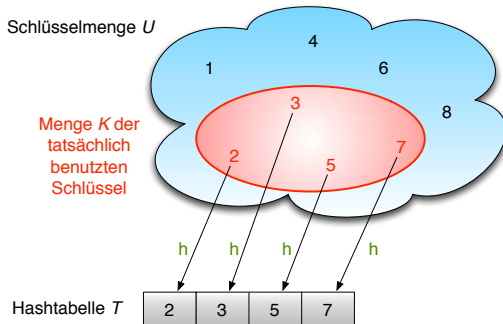 Schlüsselmenge U
4
1
6
3
8
Menge K der
tatsächlich
benutzten
Schlüssel
2
5
7
h
h
h
h
Hashtabelle T
2 3 5 7